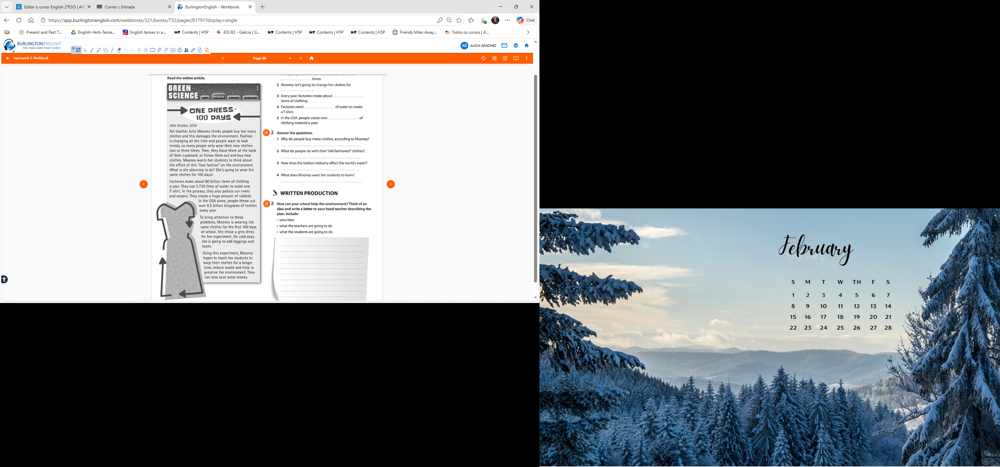 Editar o curso: English 2ºESO | AVR
Correo :: Entrada
BurlingtonEnglish - Workbook
https://app.burlingtonenglish.com/webbooks/221/books/732/pages/81791?display=single
Chat
Present and Past T...
English-Verb-Tense...
English tenses in a...
H-P Contents | H5P
EOI B2 - Galicia | G...
H-P Contents | H5P
H-P Contents | H5P
H-P Contents | H5P
Friends Miles Away...
Todos os cursos | A...
BURLINGTONENGLISH
THE PUBLISHER THAT CARES
AS ALICIA SÁNCHEZ
Teamwork 2: Workbook
Page 86
Read the online article.
GREEN
SCIENCE
HOME ARTICLES COMMENT TECHNOLOGY
ONE DRESS-
100 DAYS
26th October, 2018
Art teacher Julia Mooney thinks people buy too many
clothes and this damages the environment. Fashion
is changing all the time and people want to look
trendy, so many people only wear their new clothes
two or three times. Then, they leave them at the back
of their cupboard, or throw them out and buy new
clothes. Mooney wants her students to think about
the effect of this "fast fashion" on the environment.
What is she planning to do? She's going to wear the
same clothes for 100 days!
Factories make about 80 billion items of clothing
a year. They use 2,720 litres of water to make one
T-shirt. In the process, they also pollute our rivers
and oceans. They create a huge amount of rubbish.
In the USA alone, people throw out
over 9.5 billion kilograms of textiles
every year.
To bring attention to these
problems, Mooney is wearing the
same clothes for the first 100 days
of school. She chose a grey dress
for her experiment. On cold days,
she is going to add leggings and
boots.
Using this experiment, Mooney
hopes to teach her students to
keep their clothes for a longer
time, reduce waste and help to
preserve the environment. They
can also save some money.
times.
2 Mooney isn't going to change her clothes for
.
3 Every year, factories create about
items of clothing.
4 Factories need of water to create
a T-shirt.
5 In the USA, people waste over of
clothing material a year.
2 Answer the questions.
1 Why do people buy many clothes, according to Mooney?
2 What do people do with their "old-fashioned" clothes?
3 How does the fashion industry affect the world's water?
4 What does Mooney want her students to learn?
WRITTEN PRODUCTION
3 How can your school help the environment? Think of an
idea and write a letter to your head teacher describing the
plan. Include:
• your idea
• what the teachers are going to do
• what the students are going to do
February
S M T W TH F S
1 2 3 4 5 6 7
8 9 10 11 12 13 14
15 16 17 18 19 20 21
22 23 24 25 26 27 28